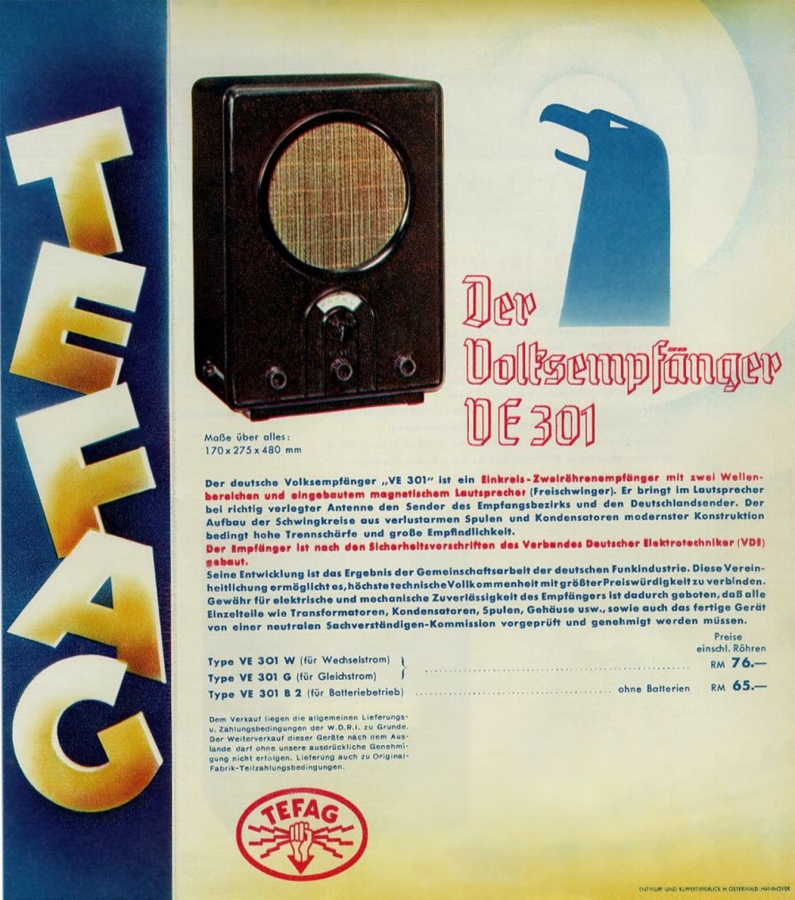 TEFAG
Der
Volksempfänger
VE 301
Maße über alles:
170 x 275 x 480 mm
Der deutsche Volksempfänger „VE 301" ist ein Einkreis-Zweiröhrenempfänger mit zwei Wellen-
bereichen und eingebautem magnetischem Lautsprecher (Freischwinger). Er bringt im Lautsprecher
bei richtig verlegter Antenne den Sender des Empfangsbezirks und den Deutschlandsender. Der
Aufbau der Schwingkreise aus verlustarmen Spulen und Kondensatoren modernster Konstruktion
bedingt hohe Trennschärfe und große Empfindlichkeit.
Der Empfänger ist nach den Sicherheitsvorschriften des Verbandes Deutscher Elektrotechniker (VDE)
gebaut.
Seine Entwicklung ist das Ergebnis der Gemeinschaftsarbeit der deutschen Funkindustrie. Diese Verein-
heitlichung ermöglicht es, höchste technische Vollkommenheit mit größter Preiswürdigkeit zu verbinden.
Gewähr für elektrische und mechanische Zuverlässigkeit des Empfängers ist dadurch geboten, daß alle
Einzelteile wie Transformatoren, Kondensatoren, Spulen, Gehäuse usw., sowie auch das fertige Gerät
von einer neutralen Sachverständigen-Kommission vorgeprüft und genehmigt werden müssen.
Preise
einschl. Röhren
Type VE 301 W (für Wechselstrom)
Type VE 301 G (für Gleichstrom) } RM 76.—
Type VE 301 B 2 (für Batteriebetrieb) ohne Batterien RM 65.—
Dem Verkauf liegen die allgemeinen Lieferungs-
u. Zahlungsbedingungen der W.D.R.I. zu Grunde.
Der Weiterverkauf dieser Geräte nach dem Aus-
lande darf ohne unsere ausdrückliche Genehmi-
gung nicht erfolgen. Lieferung auch zu Original-
Fabrik-Teilzahlungsbedingungen.
TEFAG
ENTWURF UND KUPFERTIEFDRUCK H. OSTERWALD-HANNOVER